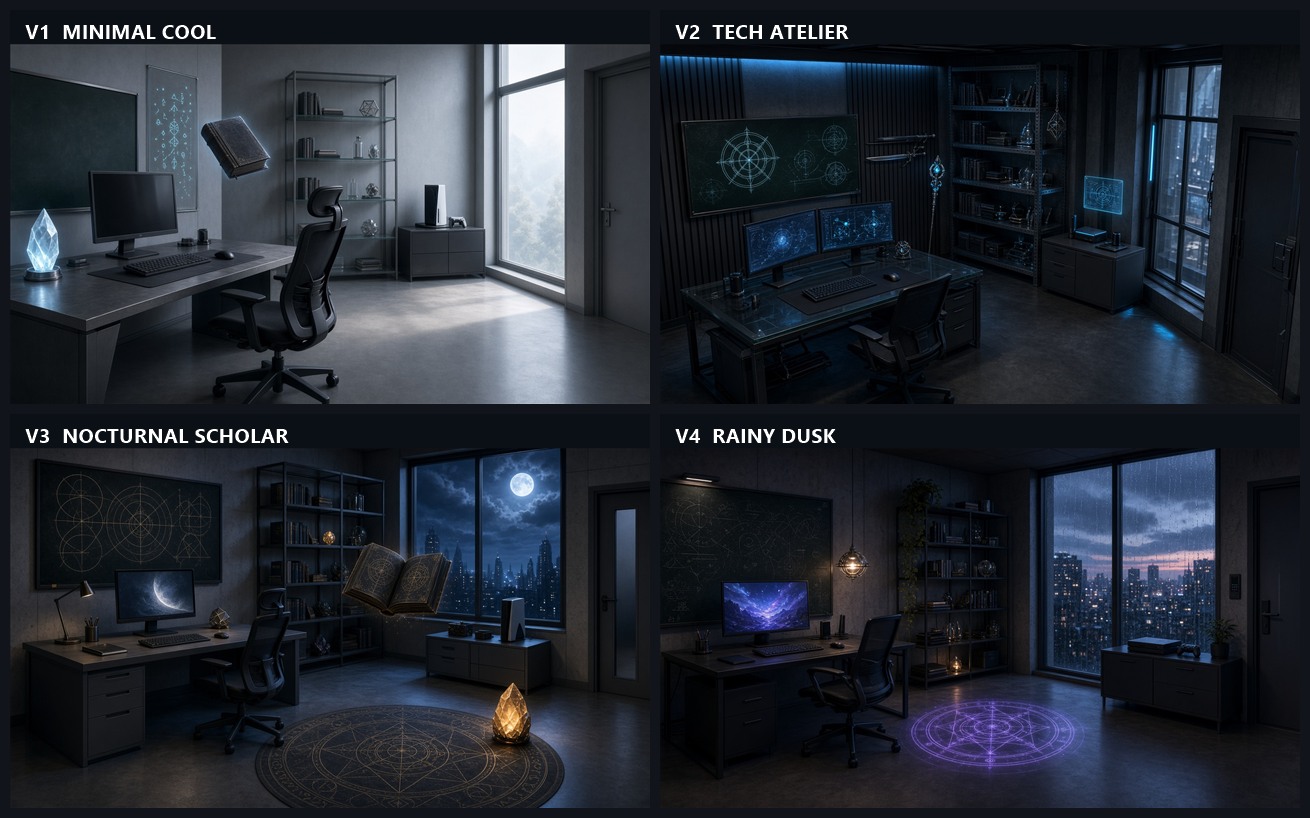 V1 MINIMAL COOL
V2 TECH ATELIER
V3 NOCTURNAL SCHOLAR
V4 RAINY DUSK